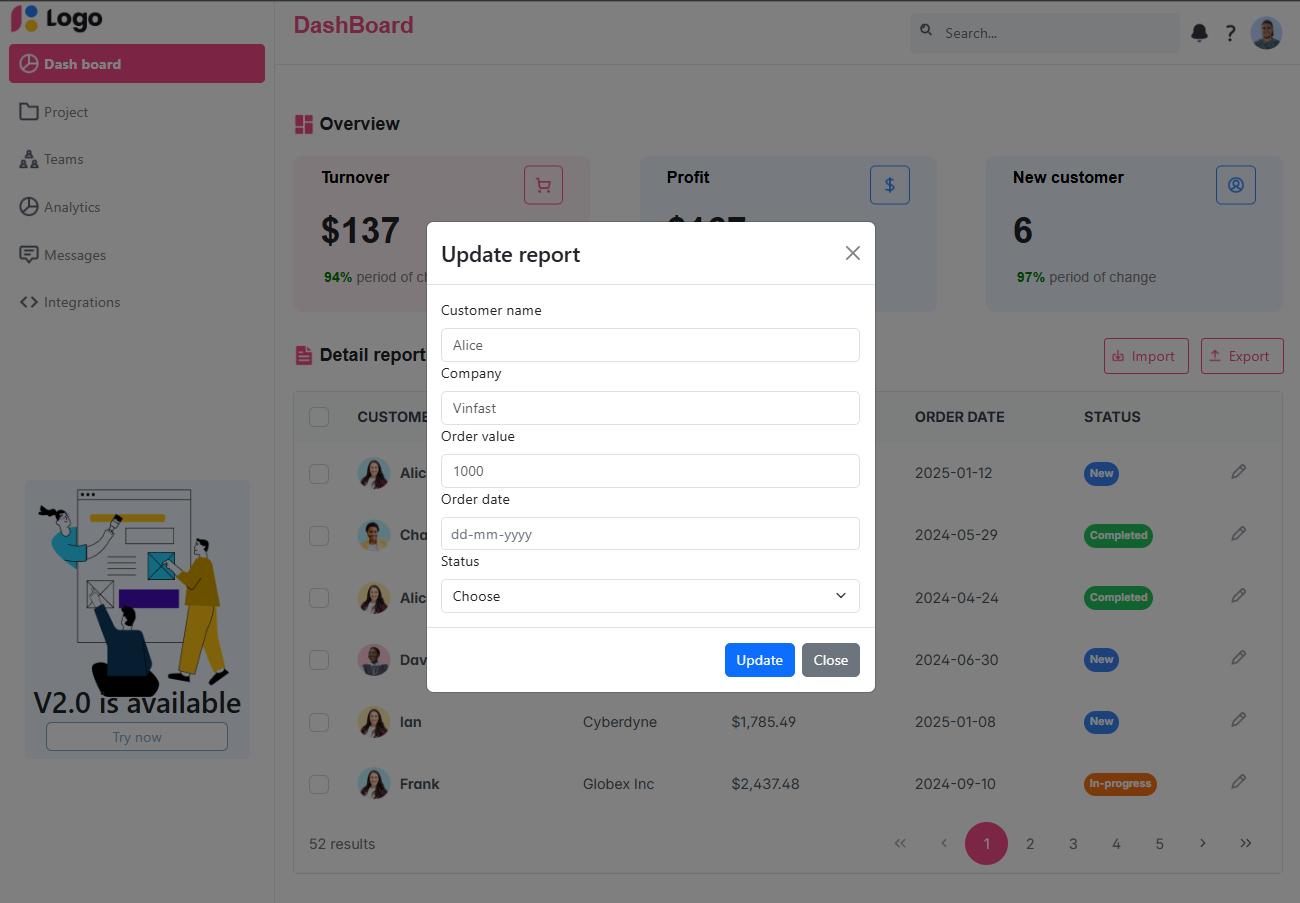 Logo
DashBoard
Search...
Dash board
Project
Teams
Analytics
Messages
Integrations
V2.0 is available
Try now
Overview
Turnover
$137
94% period of ch
Profit
New customer
6
97% period of change
Detail report
Import
Export
CUSTOME ORDER DATE STATUS
Alic 2025-01-12 New
Cha 2024-05-29 Completed
Alic 2024-04-24 Completed
Dav 2024-06-30 New
Ian Cyberdyne $1,785.49 2025-01-08 New
Frank Globex Inc $2,437.48 2024-09-10 In-progress
52 results
« ‹ 1 2 3 4 5 › »
Update report
Customer name
Alice
Company
Vinfast
Order value
1000
Order date
dd-mm-yyyy
Status
Choose
Update Close